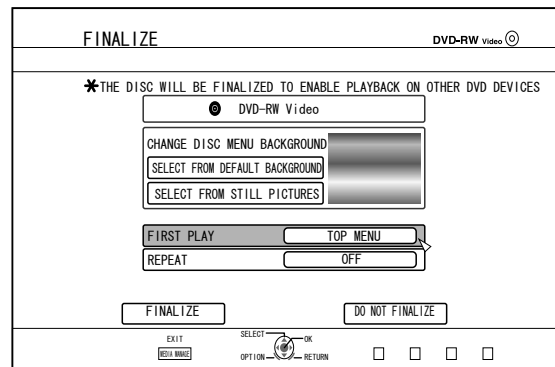 FINALIZE
DVD-RW Video
*THE DISC WILL BE FINALIZED TO ENABLE PLAYBACK ON OTHER DVD DEVICES
DVD-RW Video
CHANGE DISC MENU BACKGROUND
SELECT FROM DEFAULT BACKGROUND
SELECT FROM STILL PICTURES
FIRST PLAY TOP MENU
REPEAT OFF
FINALIZE DO NOT FINALIZE
EXIT SELECT OK
MEDIA MANAGE OPTION RETURN